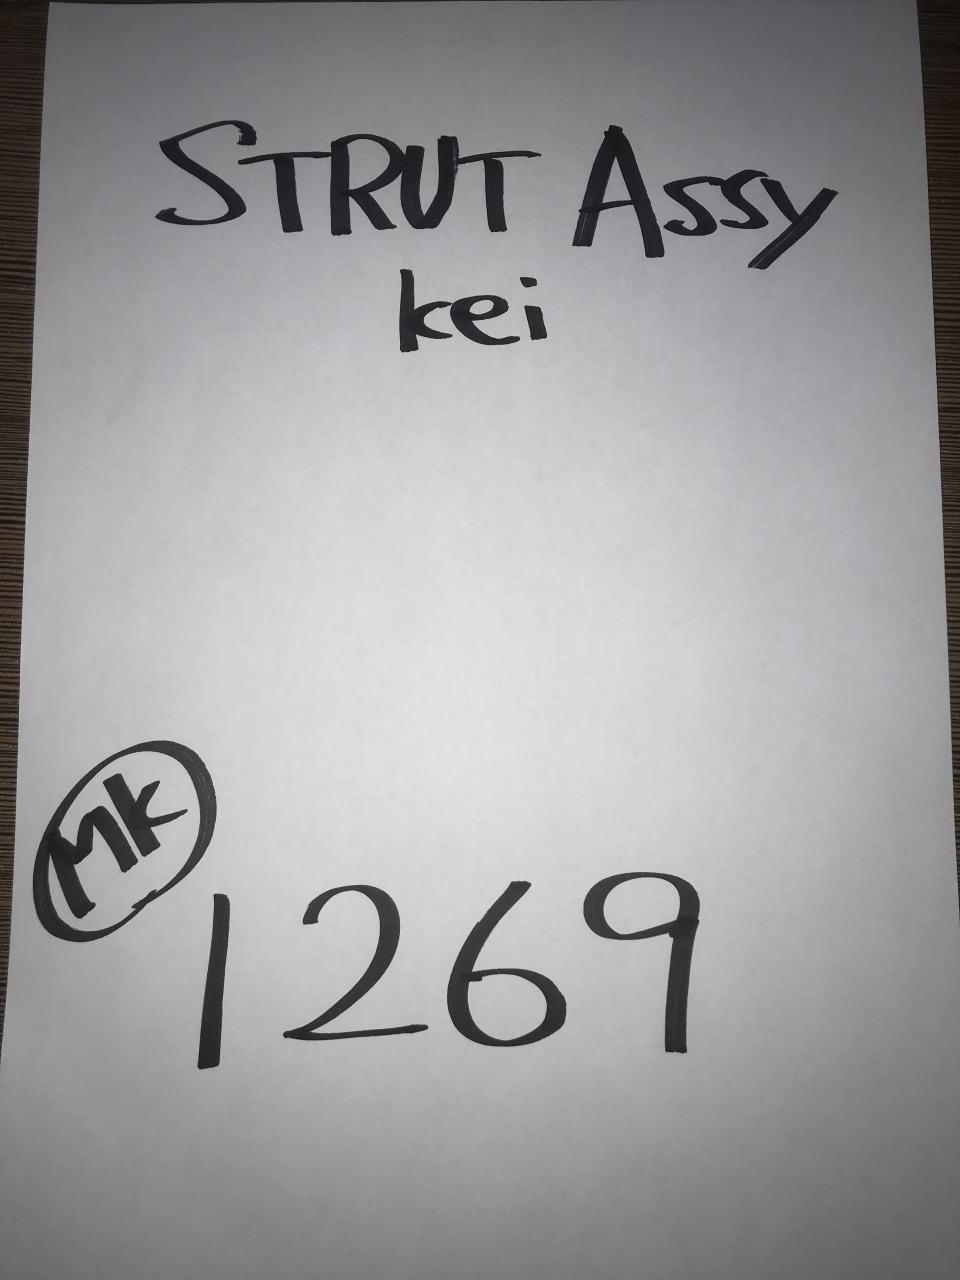 STRUT Assy
kei
Mk
1269